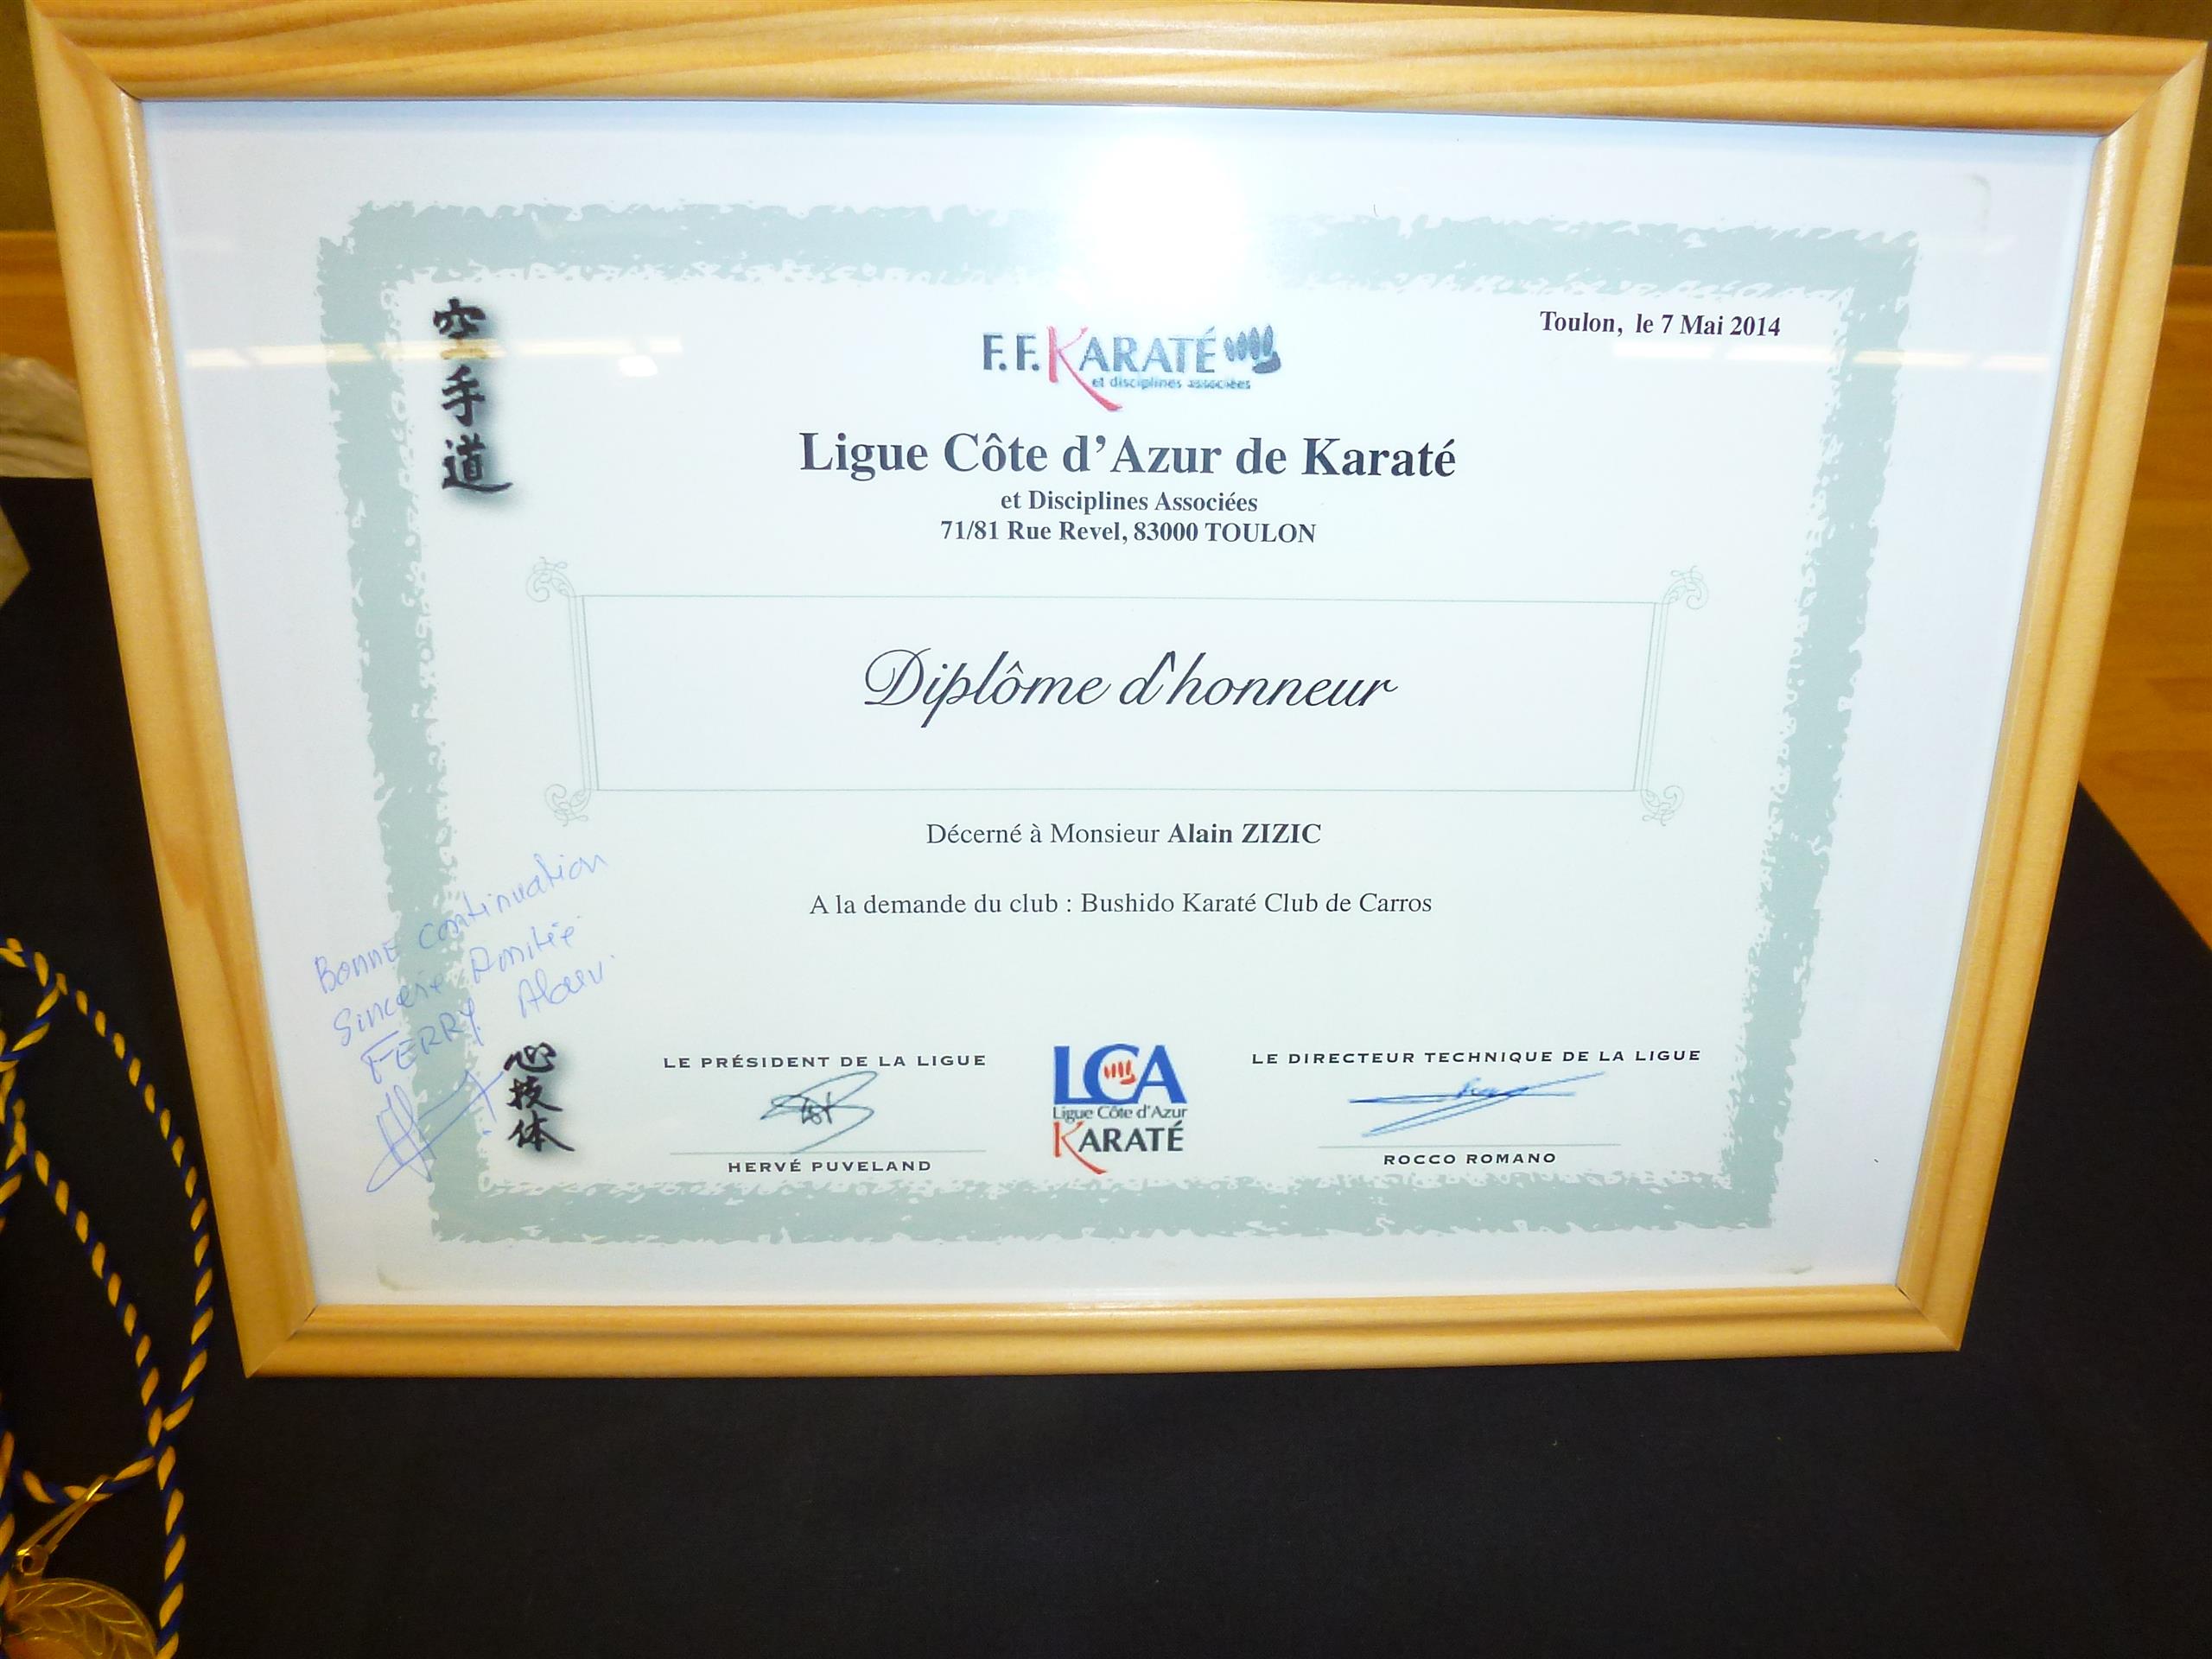 空手道
F.F.KARATÉ
et disciplines associées
Toulon, le 7 Mai 2014
Ligue Côte d'Azur de Karaté
et Disciplines Associées
71/81 Rue Revel, 83000 TOULON
Diplôme d'honneur
Décerné à Monsieur Alain ZIZIC
A la demande du club : Bushido Karaté Club de Carros
Bonne continuation
Sincère Amitié
FERRY Alain
心技体
LE PRÉSIDENT DE LA LIGUE
HERVÉ PUVELAND
LCA
Ligue Côte d'Azur
KARATÉ
LE DIRECTEUR TECHNIQUE DE LA LIGUE
ROCCO ROMANO